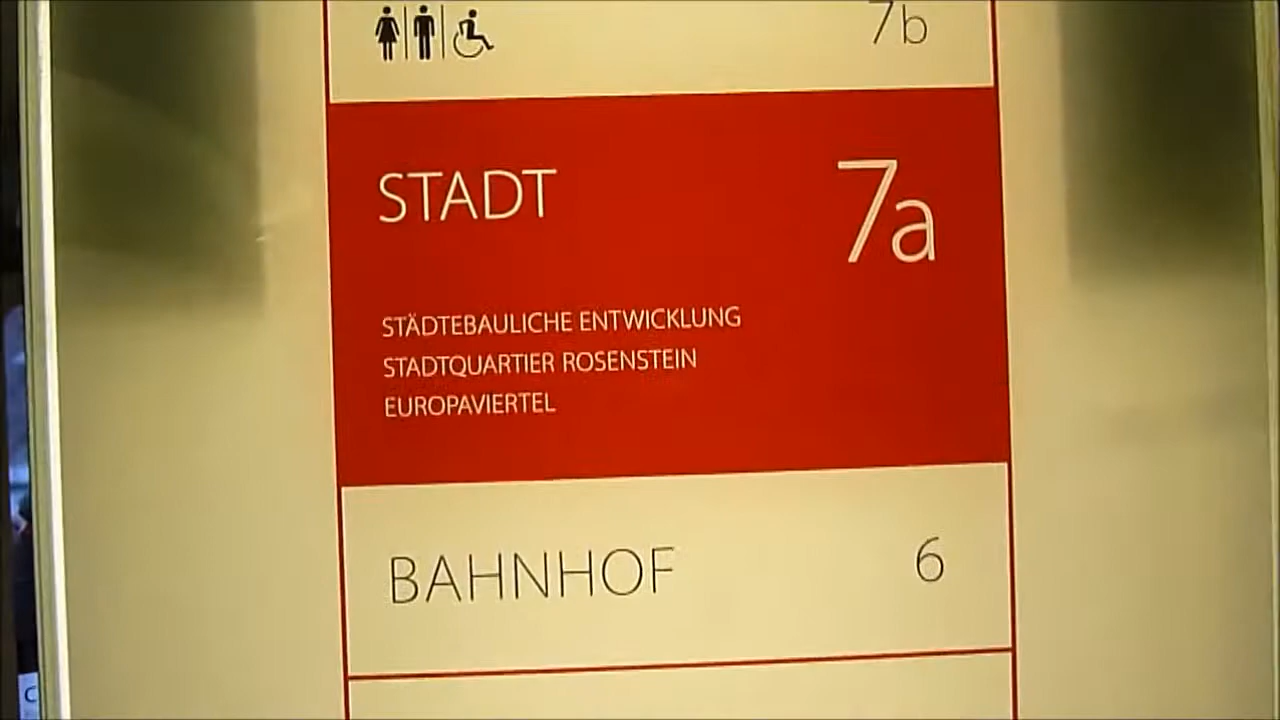 7b
STADT 7a
STÄDTEBAULICHE ENTWICKLUNG
STADTQUARTIER ROSENSTEIN
EUROPAVIERTEL
BAHNHOF 6
C